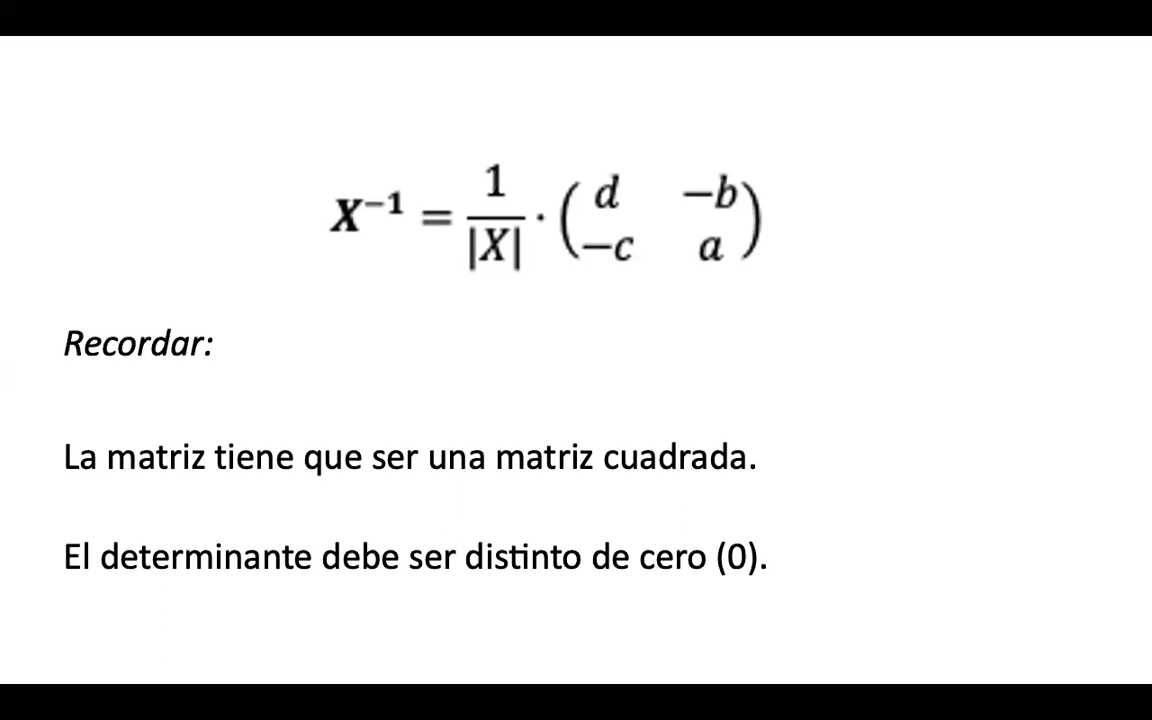 X⁻¹ = 1/|X| · (d −b
−c a)
Recordar:
La matriz tiene que ser una matriz cuadrada.
El determinante debe ser distinto de cero (0).